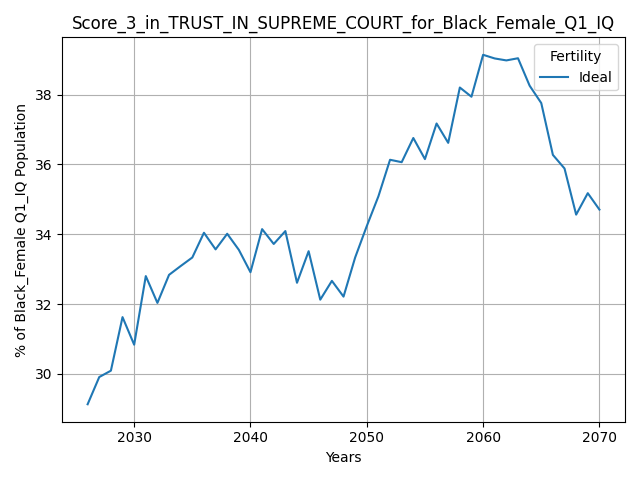 Score_3_in_TRUST_IN_SUPREME_COURT_for_Black_Female_Q1_IQ
Fertility
Ideal
% of Black_Female Q1_IQ Population
38
36
34
32
30
2030 2040 2050 2060 2070
Years